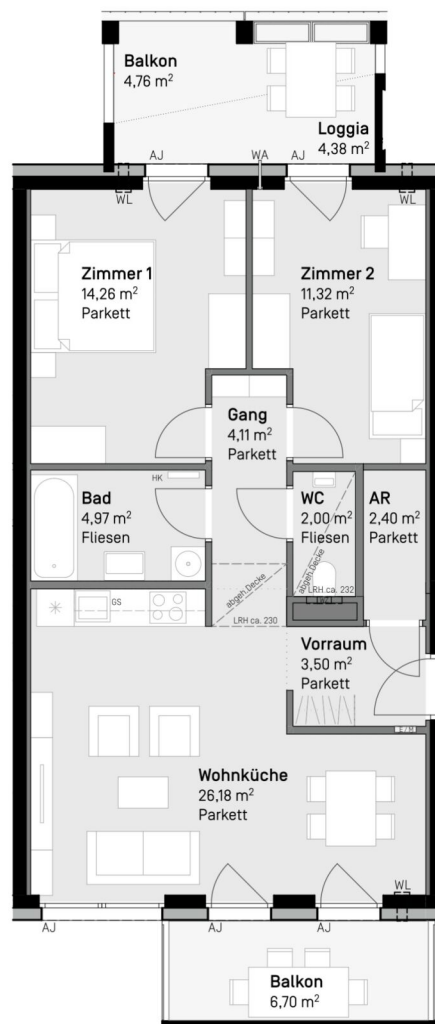 Balkon
4,76 m²
Loggia
4,38 m²
AJ
WA
AJ
WL
WL
Zimmer 1
14,26 m²
Parkett
Zimmer 2
11,32 m²
Parkett
Gang
4,11 m²
Parkett
HK
Bad
4,97 m²
Fliesen
WC
2,00 m²
Fliesen
AR
2,40 m²
Parkett
abgeh.Decke
LRH ca. 232
GS
abgeh.Decke
LRH ca. 230
Vorraum
3,50 m²
Parkett
E/M
Wohnküche
26,18 m²
Parkett
WL
AJ
AJ
AJ
Balkon
6,70 m²